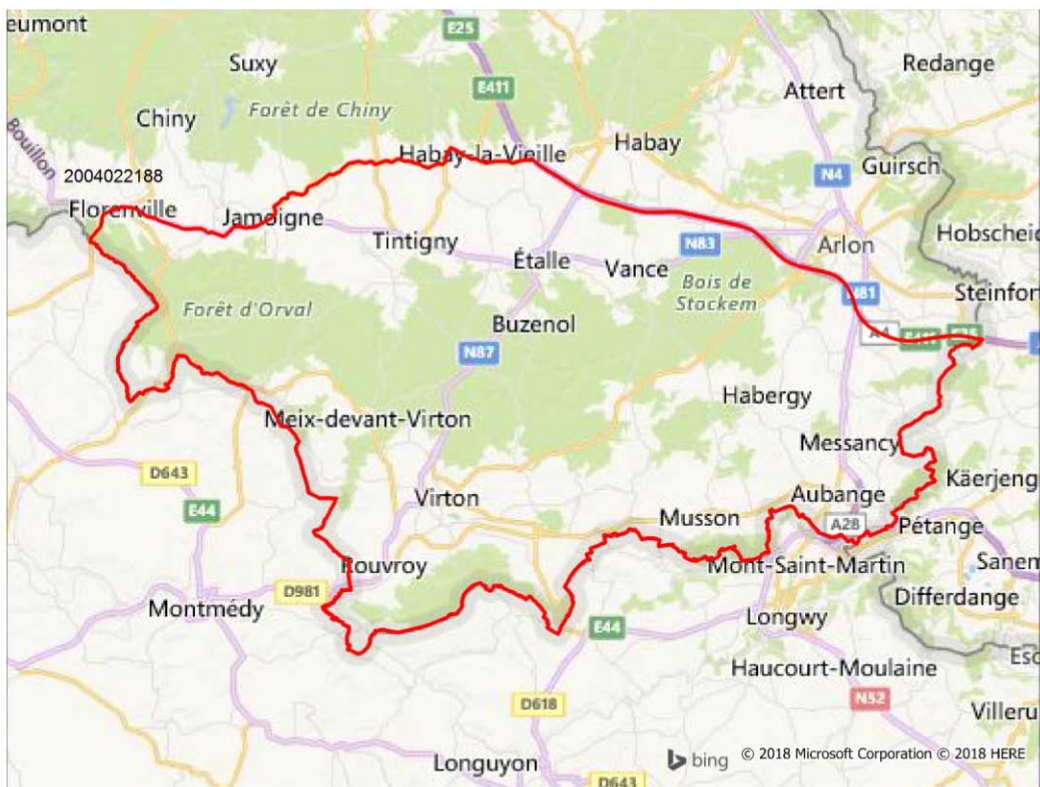 eumont
E25
Suxy
Redange
E411
Attert
Forêt de Chiny
Chiny
Bouillon
Habay
Habay-la-Vieille
Guirsch
2004022188
N4
Florenville
Jamoigne
Tintigny
N83
Arlon
Hobscheid
Étalle
Vance
Bois de
Stockem
N81
Steinfort
Forêt d'Orval
Buzenol
A4
E411
E25
N87
Habergy
Meix-devant-Virton
Messancy
D643
Käerjeng
E44
Virton
Aubange
Musson
A28
Pétange
Rouvroy
Mont-Saint-Martin
Sanem
D981
Differdange
Montmédy
Longwy
E44
Esc
Haucourt-Moulaine
D618
N52
Villeru
Longuyon
bing
© 2018 Microsoft Corporation © 2018 HERE
D643